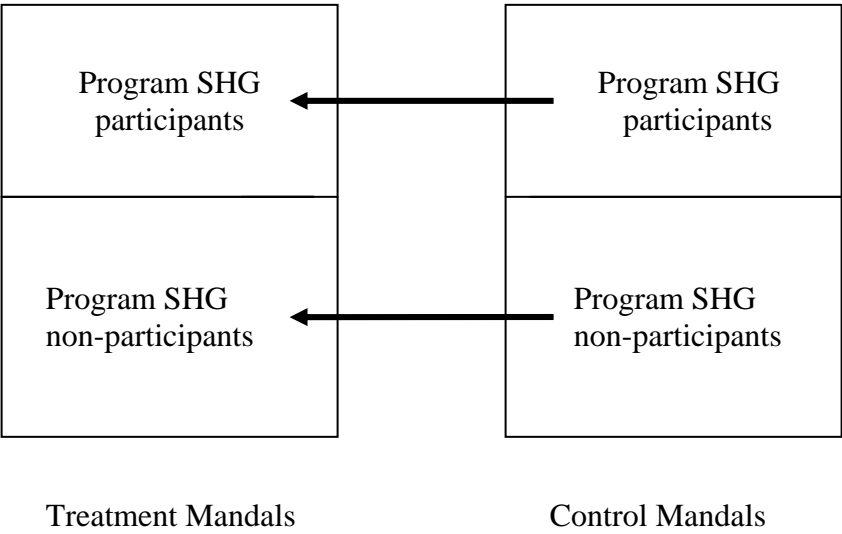 Program SHG
participants
Program SHG
participants
Program SHG
non-participants
Program SHG
non-participants
Treatment Mandals
Control Mandals